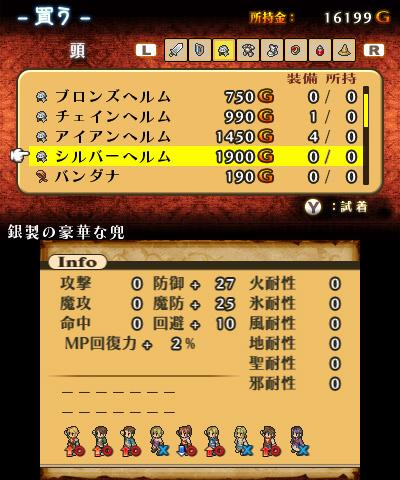 - 買う - 所持金: 16199G
頭 L R
装備 所持
ブロンズヘルム 750G 0/ 0
チェインヘルム 990G 1/ 0
アイアンヘルム 1450G 4/ 0
シルバーヘルム 1900G 0/ 0
バンダナ 190G 0/ 0
Y:試着
銀製の豪華な兜
Info
攻撃 0 防御+ 27 火耐性 0
魔攻 0 魔防+ 25 氷耐性 0
命中 0 回避+ 10 風耐性 0
MP回復力+ 2% 地耐性 0
聖耐性 0
邪耐性 0
_ _ _ _ _ _ _
_ _ _ _ _ _ _